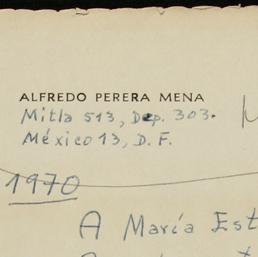 ALFREDO PERERA MENA
Mitla 513, Dep. 303.
México 13, D. F.
1970
A María Est